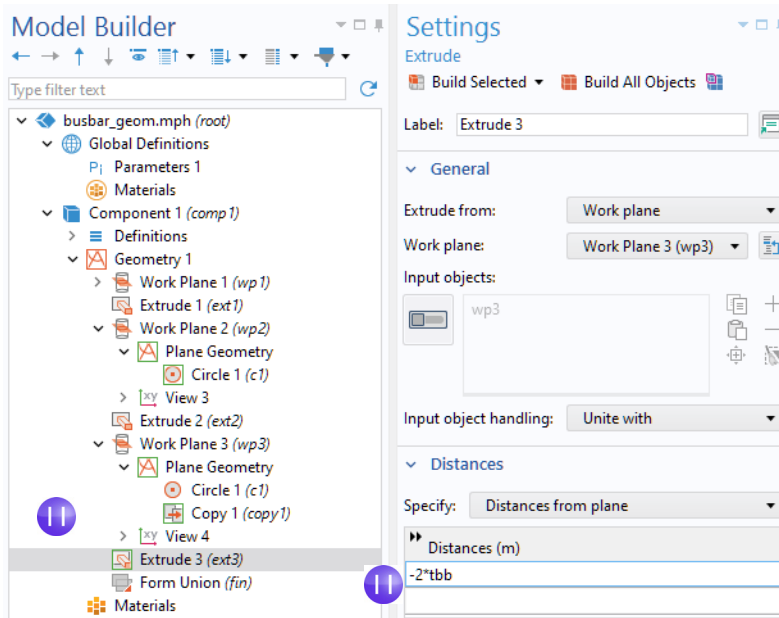 Model Builder
Type filter text
busbar_geom.mph (root)
Global Definitions
Pi Parameters 1
Materials
Component 1 (comp1)
Definitions
Geometry 1
Work Plane 1 (wp1)
Extrude 1 (ext1)
Work Plane 2 (wp2)
Plane Geometry
Circle 1 (c1)
xy View 3
Extrude 2 (ext2)
Work Plane 3 (wp3)
Plane Geometry
Circle 1 (c1)
Copy 1 (copy1)
11
xy View 4
Extrude 3 (ext3)
Form Union (fin)
Materials
Settings
Extrude
Build Selected
Build All Objects
Label: Extrude 3
General
Extrude from: Work plane
Work plane: Work Plane 3 (wp3)
Input objects:
wp3
Input object handling: Unite with
Distances
Specify: Distances from plane
Distances (m)
11
-2*tbb